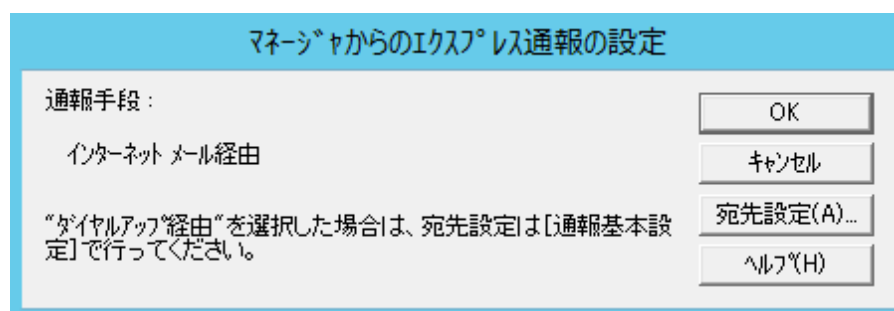 マネージャからのエクスプレス通報の設定
通報手段：
OK
インターネット メール経由
キャンセル
"ダイヤルアップ経由"を選択した場合は、宛先設定は[通報基本設
定]で行ってください。
宛先設定(A)...
ヘルプ(H)